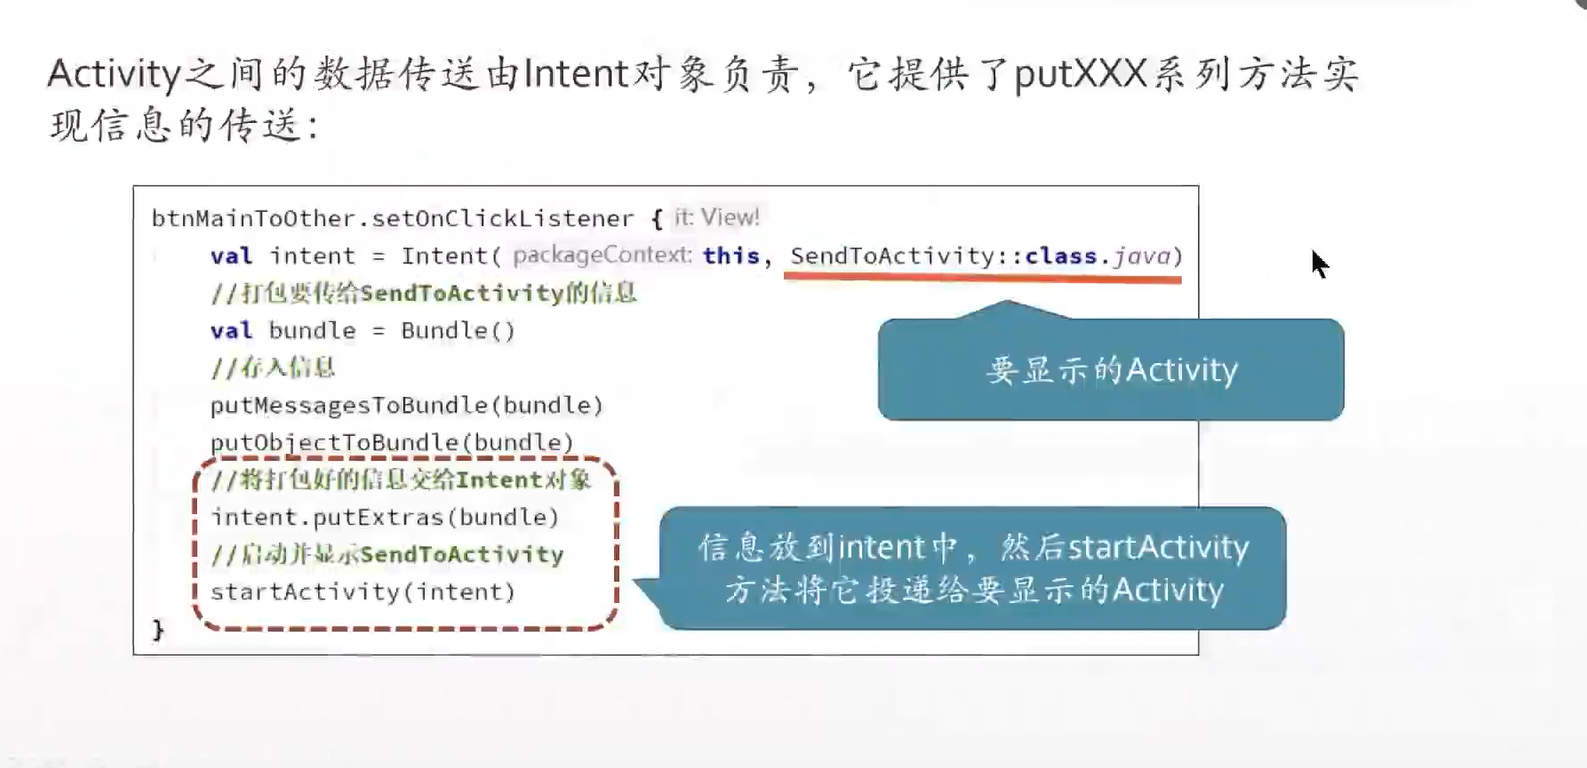 Activity之间的数据传送由Intent对象负责，它提供了putXXX系列方法实
现信息的传送：
btnMainToOther.setOnClickListener { it: View!
val intent = Intent( packageContext: this, SendToActivity::class.java)
//打包要传给SendToActivity的信息
val bundle = Bundle()
//存入信息
putMessagesToBundle(bundle)
putObjectToBundle(bundle)
//将打包好的信息交给Intent对象
intent.putExtras(bundle)
//启动并显示SendToActivity
startActivity(intent)
}
要显示的Activity
信息放到intent中，然后startActivity
方法将它投递给要显示的Activity